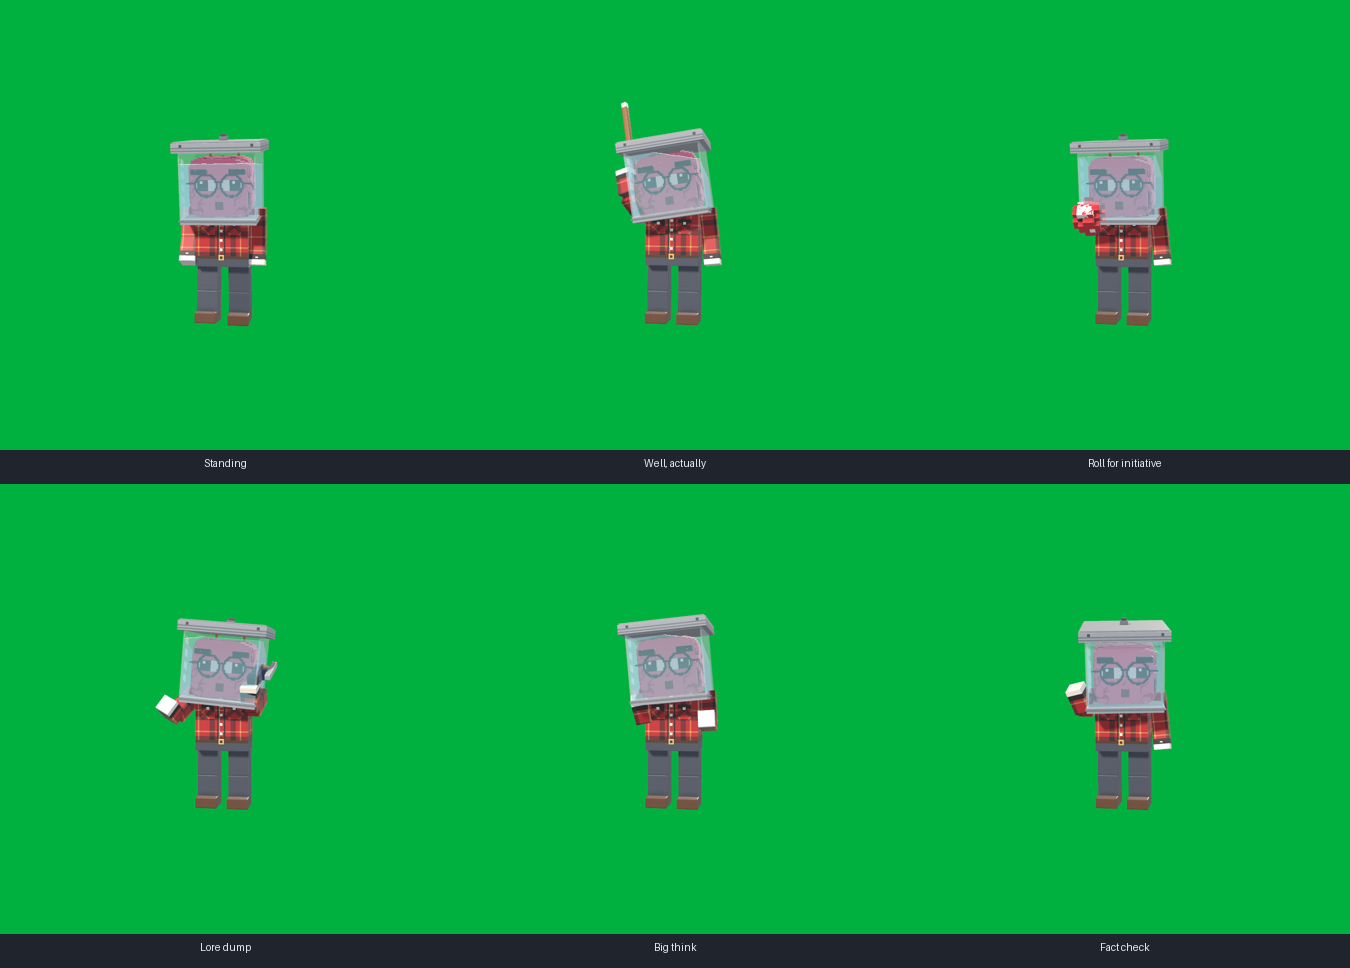 Standing
Well, actually
Roll for initiative
Lore dump
Big think
Fact check